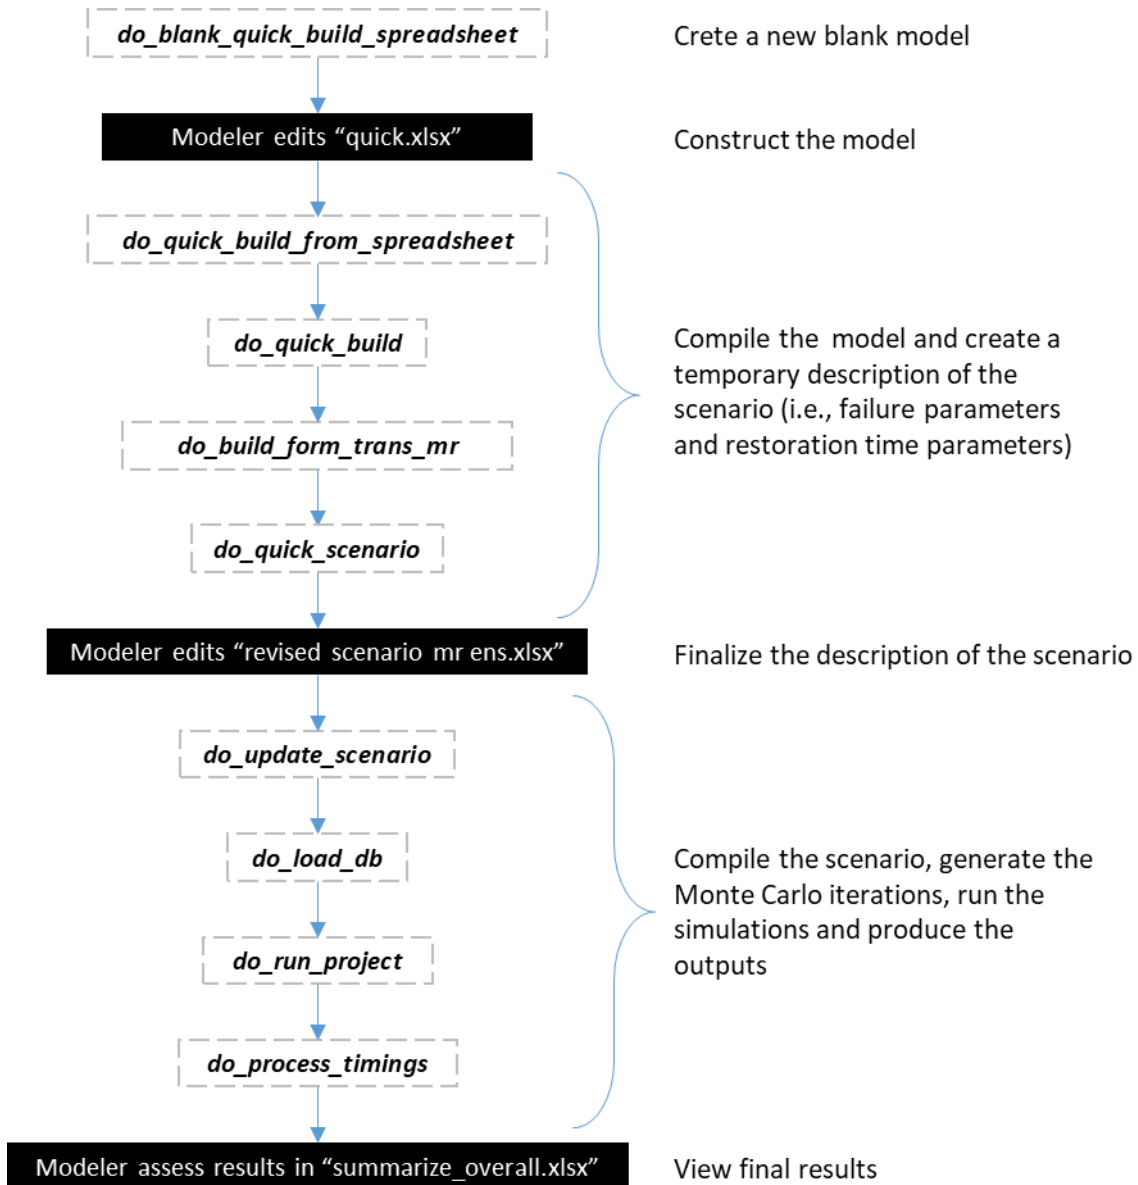 do_blank_quick_build_spreadsheet
Crete a new blank model
Modeler edits “quick.xlsx”
Construct the model
do_quick_build_from_spreadsheet
do_quick_build
Compile the model and create a
temporary description of the
scenario (i.e., failure parameters
and restoration time parameters)
do_build_form_trans_mr
do_quick_scenario
Modeler edits “revised scenario mr ens.xlsx”
Finalize the description of the scenario
do_update_scenario
do_load_db
Compile the scenario, generate the
Monte Carlo iterations, run the
simulations and produce the
outputs
do_run_project
do_process_timings
Modeler assess results in “summarize_overall.xlsx”
View final results